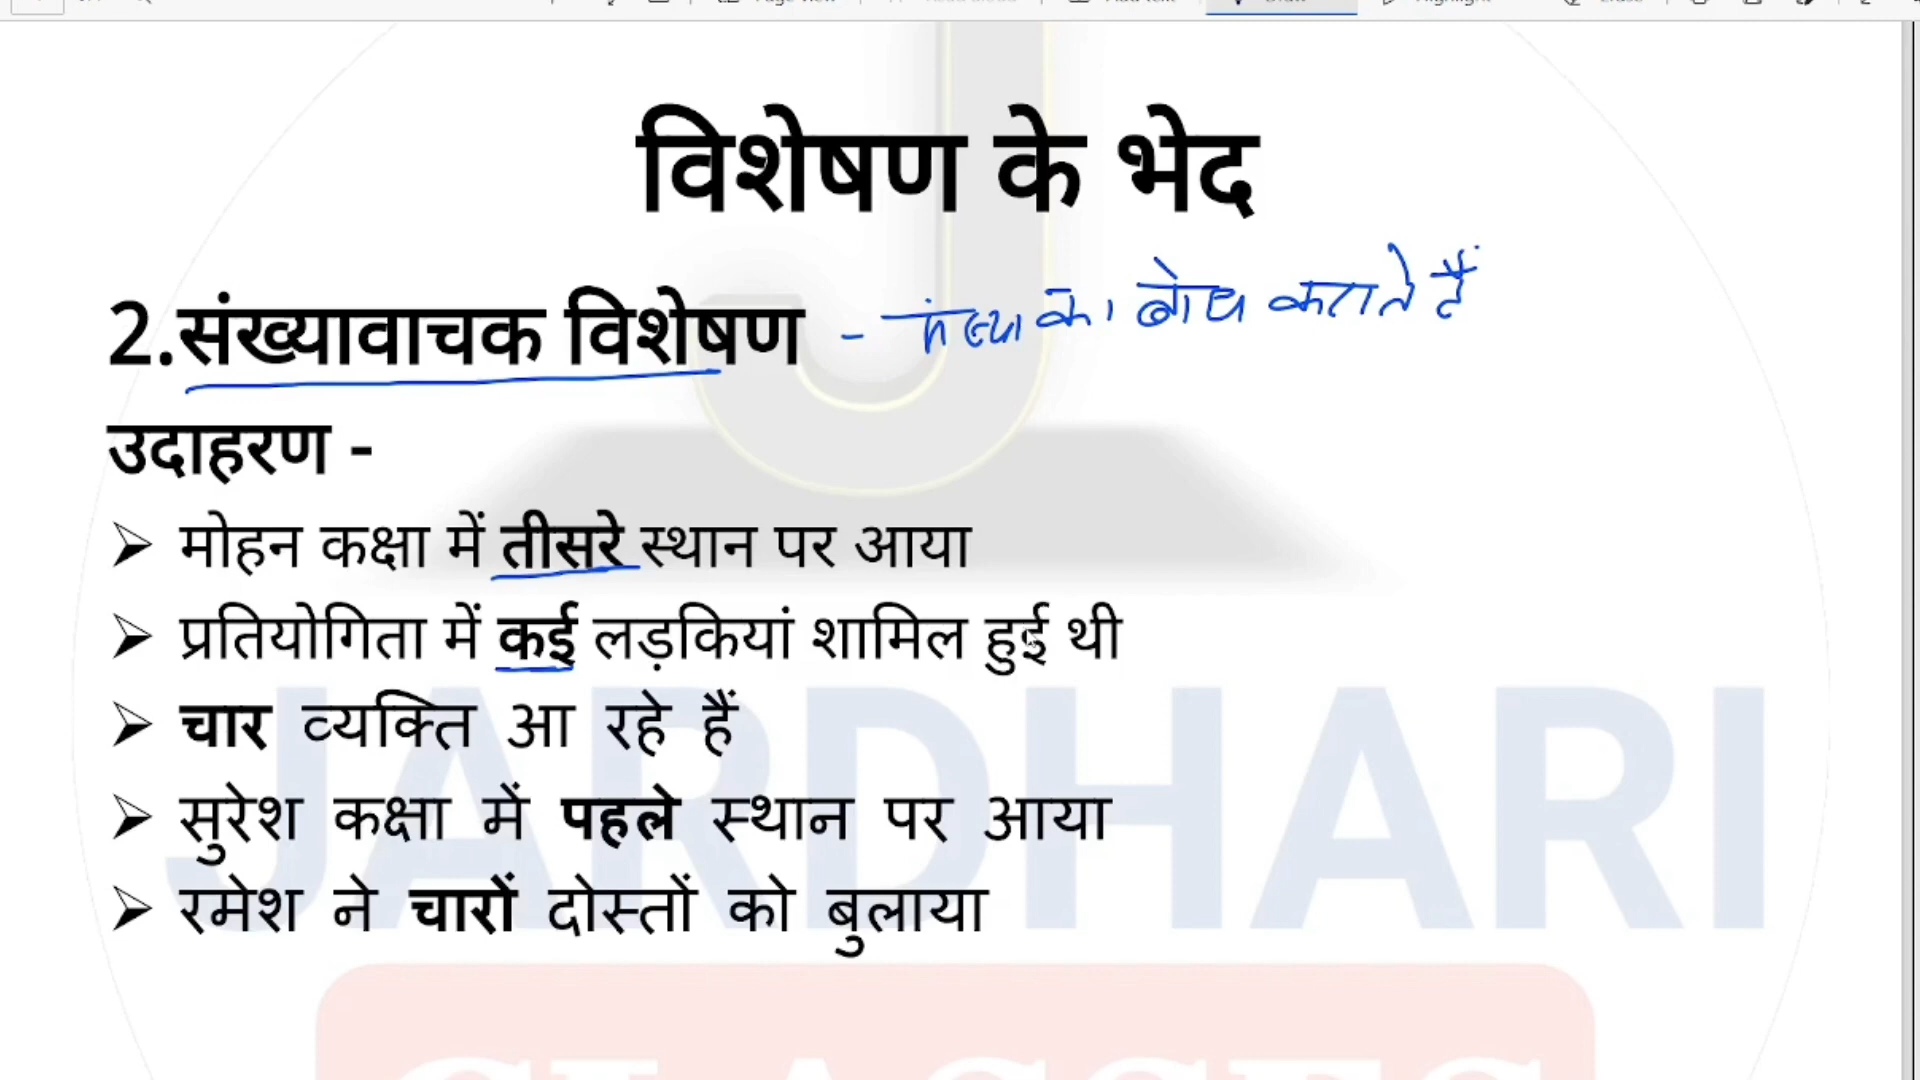 विशेषण के भेद
2.संख्यावाचक विशेषण - संख्या का बोध कराते हैं
उदाहरण -
➢ मोहन कक्षा में तीसरे स्थान पर आया
➢ प्रतियोगिता में कई लड़कियां शामिल हुई थी
➢ चार व्यक्ति आ रहे हैं
➢ सुरेश कक्षा में पहले स्थान पर आया
➢ रमेश ने चारों दोस्तों को बुलाया
JARDHARI
CLASSES